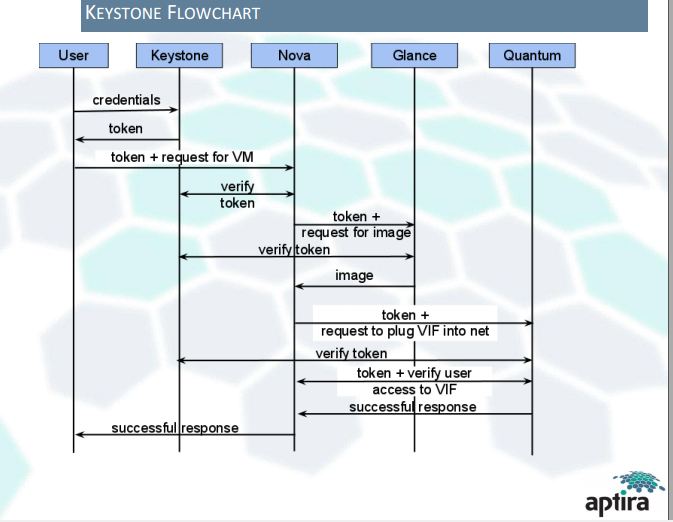 KEYSTONE FLOWCHART
User Keystone Nova Glance Quantum
credentials
token
token + request for VM
verify
token
token +
request for image
verify token
image
token +
request to plug VIF into net
verify token
token + verify user
access to VIF
successful response
successful response
aptira